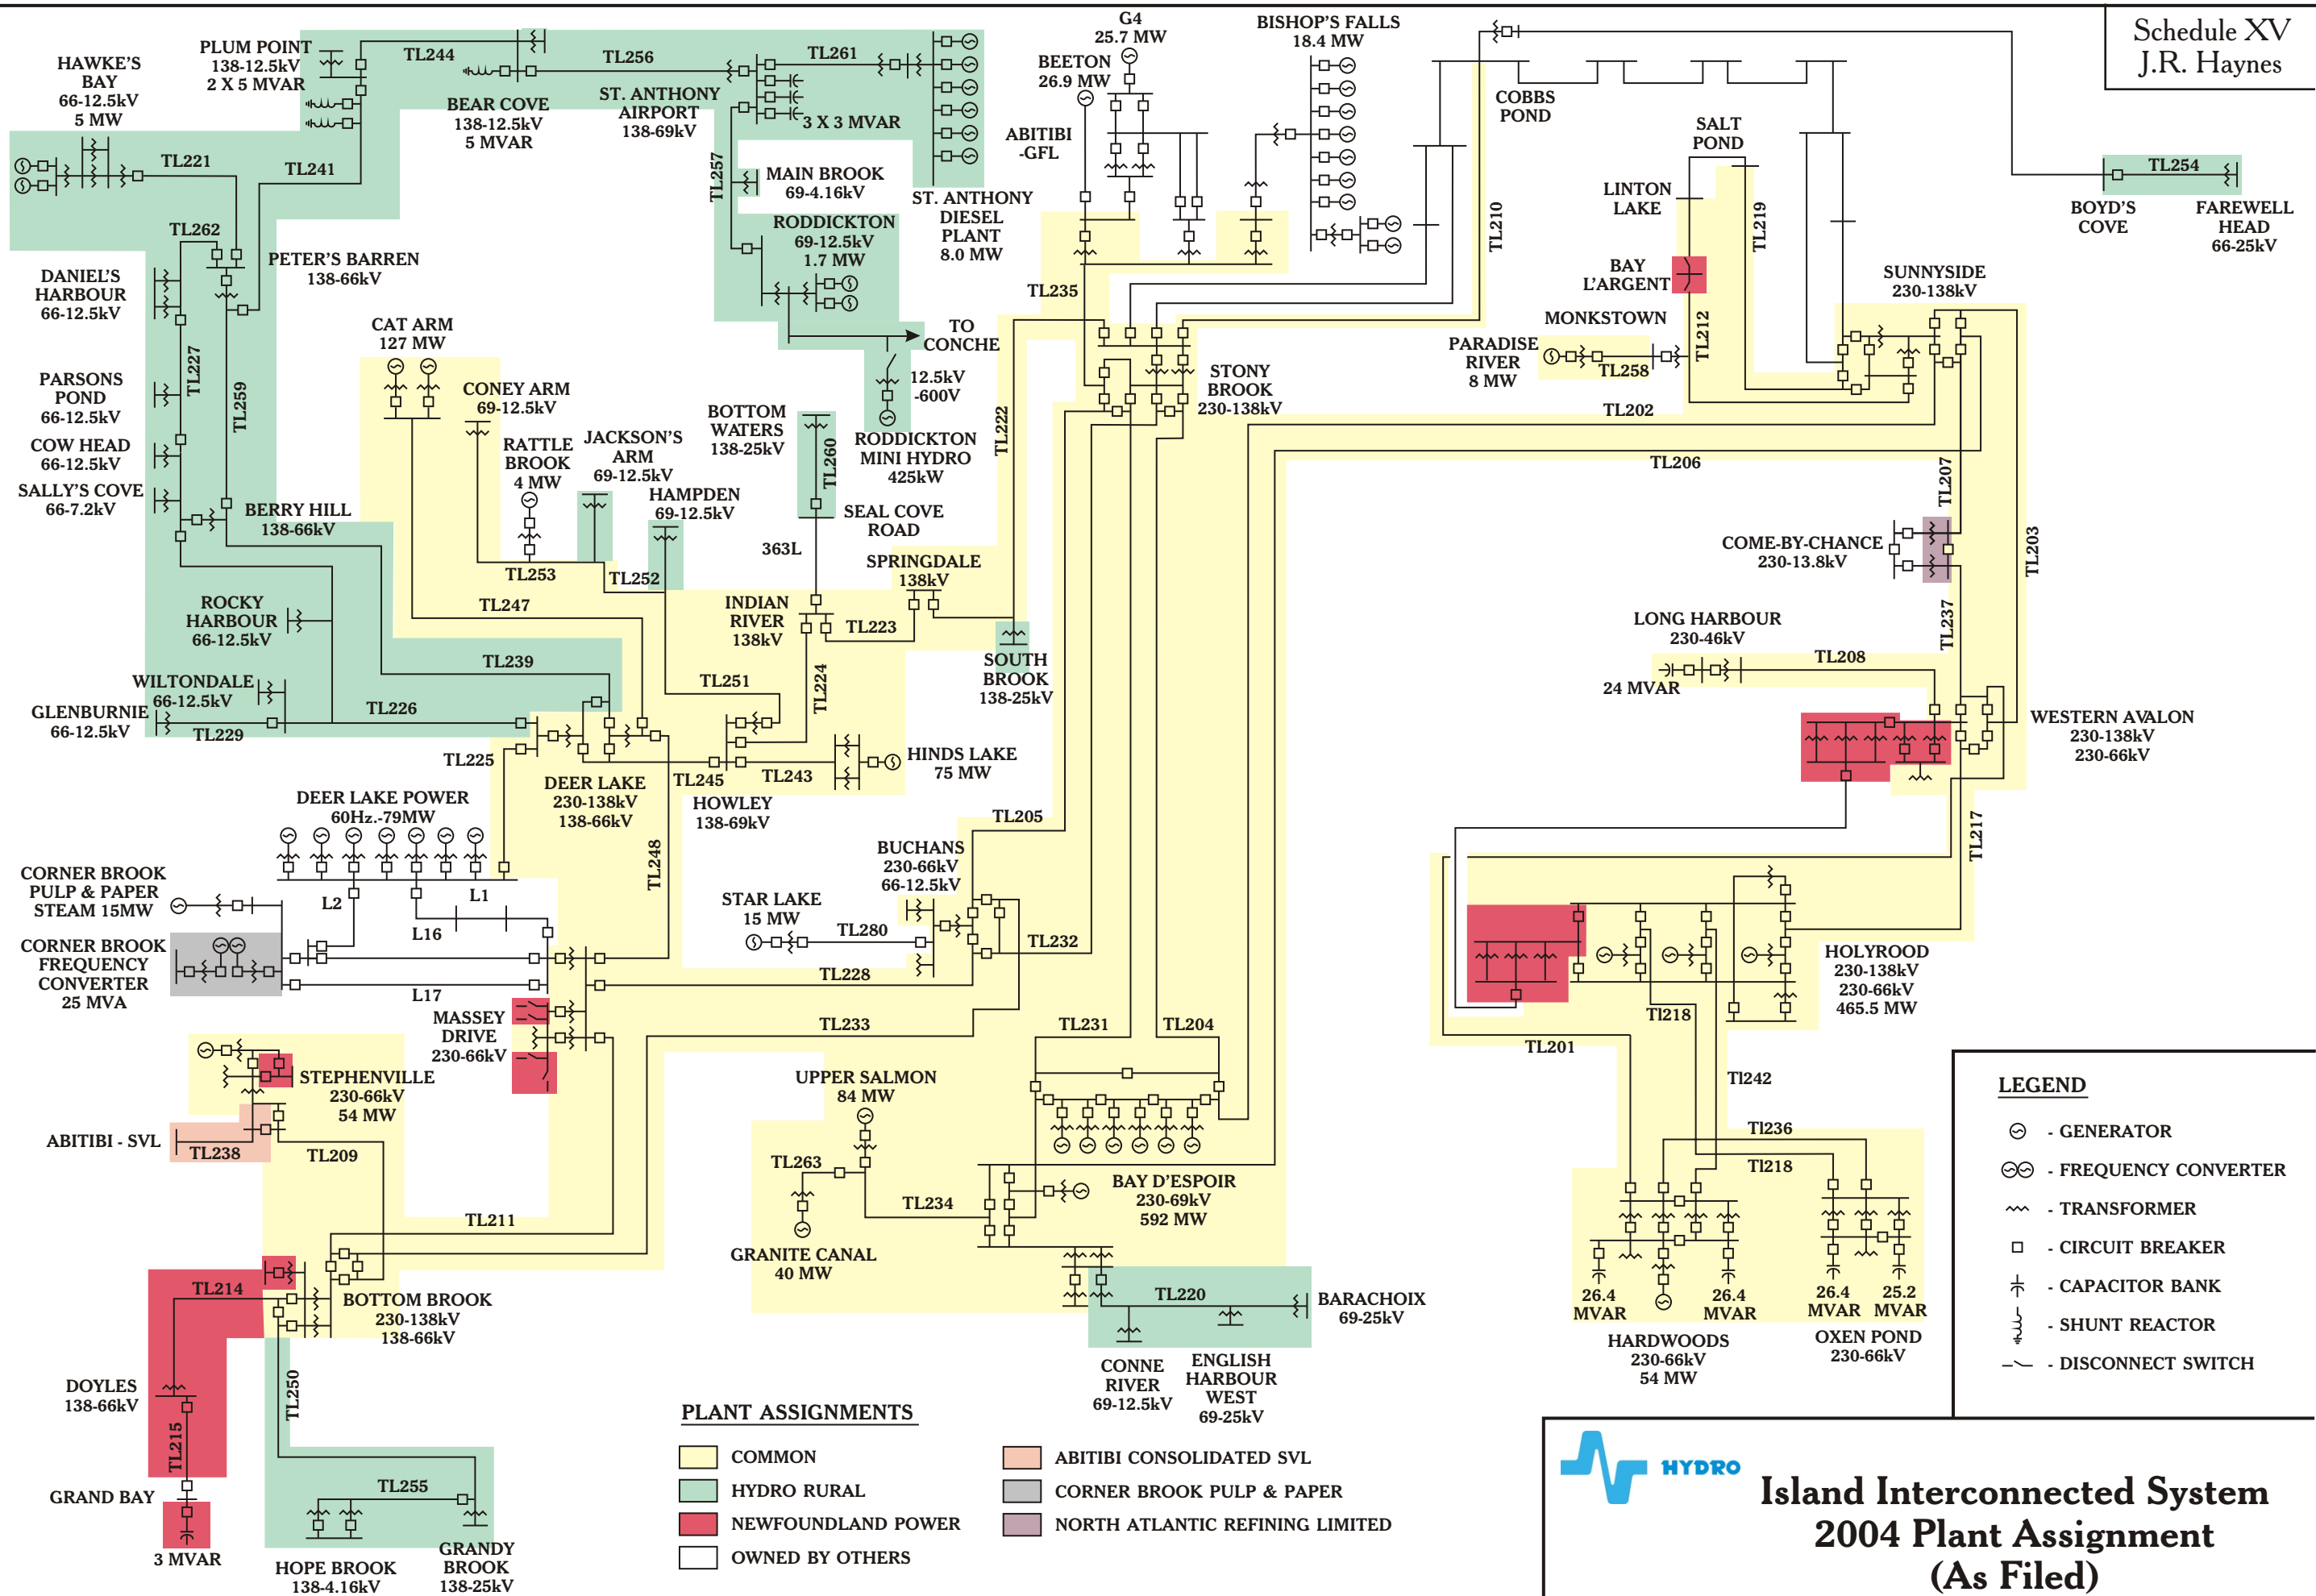 Schedule XV
J.R. Haynes
HAWKE'S
BAY
66-12.5kV
5 MW
PLUM POINT
138-12.5kV
2 X 5 MVAR
TL244
TL256
TL261
BEAR COVE
138-12.5kV
5 MVAR
ST. ANTHONY
AIRPORT
138-69kV
3 X 3 MVAR
ST. ANTHONY
DIESEL
PLANT
8.0 MW
TL221
TL241
TL257
MAIN BROOK
69-4.16kV
RODDICKTON
69-12.5kV
1.7 MW
TO
CONCHE
12.5kV
-600V
RODDICKTON
MINI HYDRO
425kW
G4
25.7 MW
BEETON
26.9 MW
ABITIBI
-GFL
BISHOP'S FALLS
18.4 MW
COBBS
POND
SALT
POND
LINTON
LAKE
BAY
L'ARGENT
TL210
TL219
TL212
MONKSTOWN
PARADISE
RIVER
8 MW
TL258
SUNNYSIDE
230-138kV
TL254
BOYD'S
COVE
FAREWELL
HEAD
66-25kV
TL262
PETER'S BARREN
138-66kV
DANIEL'S
HARBOUR
66-12.5kV
TL227
TL259
PARSONS
POND
66-12.5kV
COW HEAD
66-12.5kV
SALLY'S COVE
66-7.2kV
BERRY HILL
138-66kV
CAT ARM
127 MW
CONEY ARM
69-12.5kV
RATTLE
BROOK
4 MW
JACKSON'S
ARM
69-12.5kV
HAMPDEN
69-12.5kV
BOTTOM
WATERS
138-25kV
TL260
SEAL COVE
ROAD
363L
TL253
TL252
TL247
TL235
TL222
STONY
BROOK
230-138kV
TL202
TL206
TL207
TL203
COME-BY-CHANCE
230-13.8kV
TL237
LONG HARBOUR
230-46kV
TL208
24 MVAR
WESTERN AVALON
230-138kV
230-66kV
ROCKY
HARBOUR
66-12.5kV
WILTONDALE
66-12.5kV
GLENBURNIE
66-12.5kV
TL229
TL226
TL239
INDIAN
RIVER
138kV
SPRINGDALE
138kV
TL223
TL224
TL251
SOUTH
BROOK
138-25kV
TL225
DEER LAKE
230-138kV
138-66kV
TL245
TL243
HOWLEY
138-69kV
HINDS LAKE
75 MW
TL248
DEER LAKE POWER
60Hz.-79MW
CORNER BROOK
PULP & PAPER
STEAM 15MW
L2
L1
L16
CORNER BROOK
FREQUENCY
CONVERTER
25 MVA
L17
MASSEY
DRIVE
230-66kV
TL205
BUCHANS
230-66kV
66-12.5kV
STAR LAKE
15 MW
TL280
TL232
TL228
TL233
TL231
TL204
TL217
HOLYROOD
230-138kV
230-66kV
465.5 MW
Tl218
TL201
Tl242
Tl236
Tl218
STEPHENVILLE
230-66kV
54 MW
ABITIBI - SVL
TL238
TL209
TL211
UPPER SALMON
84 MW
TL263
TL234
GRANITE CANAL
40 MW
BAY D'ESPOIR
230-69kV
592 MW
TL220
BARACHOIX
69-25kV
CONNE
RIVER
69-12.5kV
ENGLISH
HARBOUR
WEST
69-25kV
26.4
MVAR
26.4
MVAR
26.4
MVAR
25.2
MVAR
HARDWOODS
230-66kV
54 MW
OXEN POND
230-66kV
TL214
BOTTOM BROOK
230-138kV
138-66kV
DOYLES
138-66kV
TL215
TL250
GRAND BAY
3 MVAR
TL255
HOPE BROOK
138-4.16kV
GRANDY
BROOK
138-25kV
LEGEND
- GENERATOR
- FREQUENCY CONVERTER
- TRANSFORMER
- CIRCUIT BREAKER
- CAPACITOR BANK
- SHUNT REACTOR
- DISCONNECT SWITCH
PLANT ASSIGNMENTS
COMMON
HYDRO RURAL
NEWFOUNDLAND POWER
OWNED BY OTHERS
ABITIBI CONSOLIDATED SVL
CORNER BROOK PULP & PAPER
NORTH ATLANTIC REFINING LIMITED
HYDRO
Island Interconnected System
2004 Plant Assignment
(As Filed)